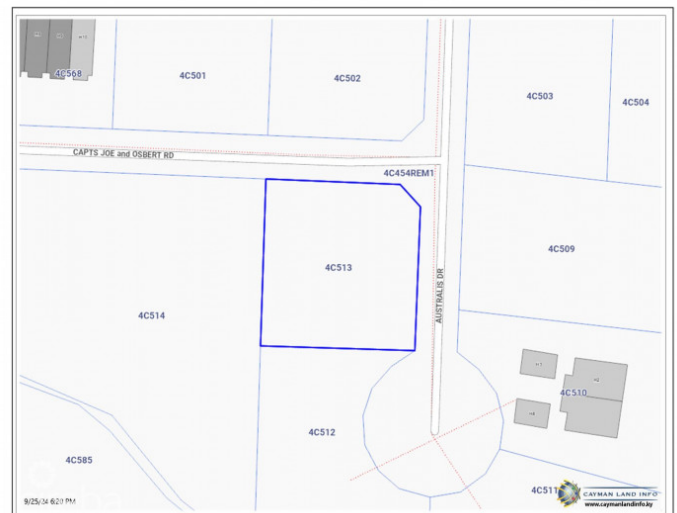 4C568
4C501
4C502
4C503
4C504
CAPTS JOE and OSBERT RD
4C454REM1
4C513
4C509
AUSTRALIS DR
4C514
4C510
4C512
4C585
4C511
CAYMAN LAND INFO
www.caymanlandinfo.ky
9/25/24 6:20 PM